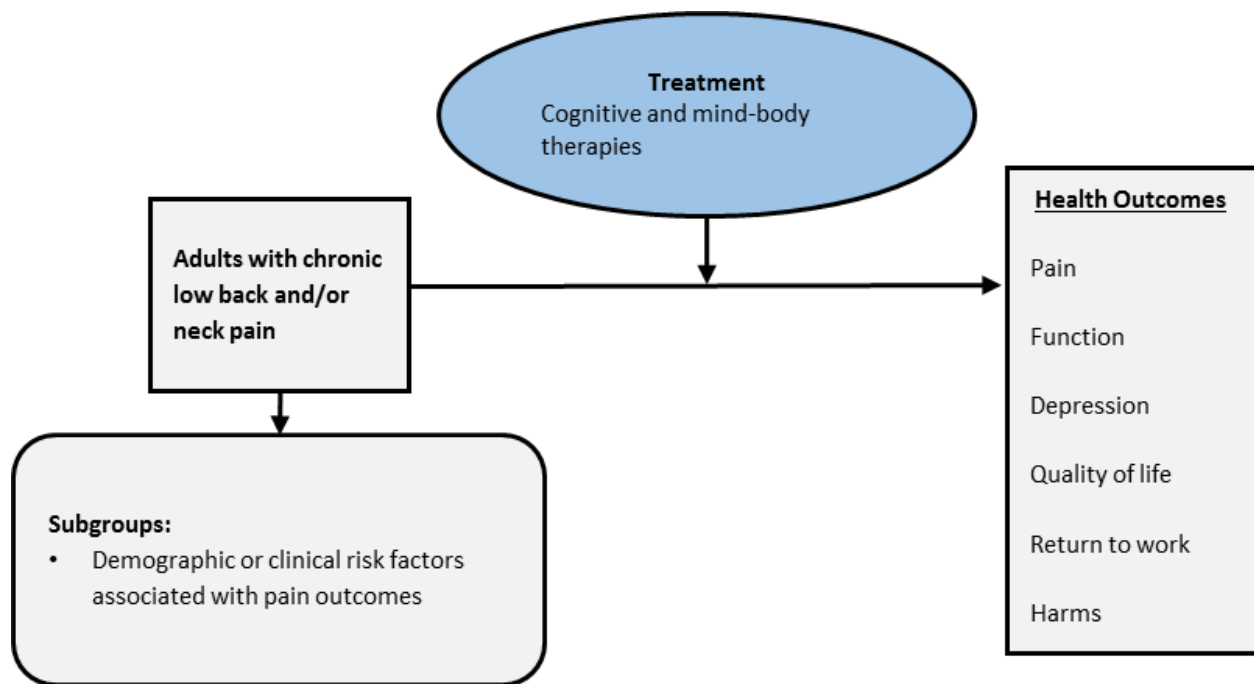 Treatment
Cognitive and mind-body
therapies
Adults with chronic
low back and/or
neck pain
Subgroups:
• Demographic or clinical risk factors
associated with pain outcomes
Health Outcomes
Pain
Function
Depression
Quality of life
Return to work
Harms